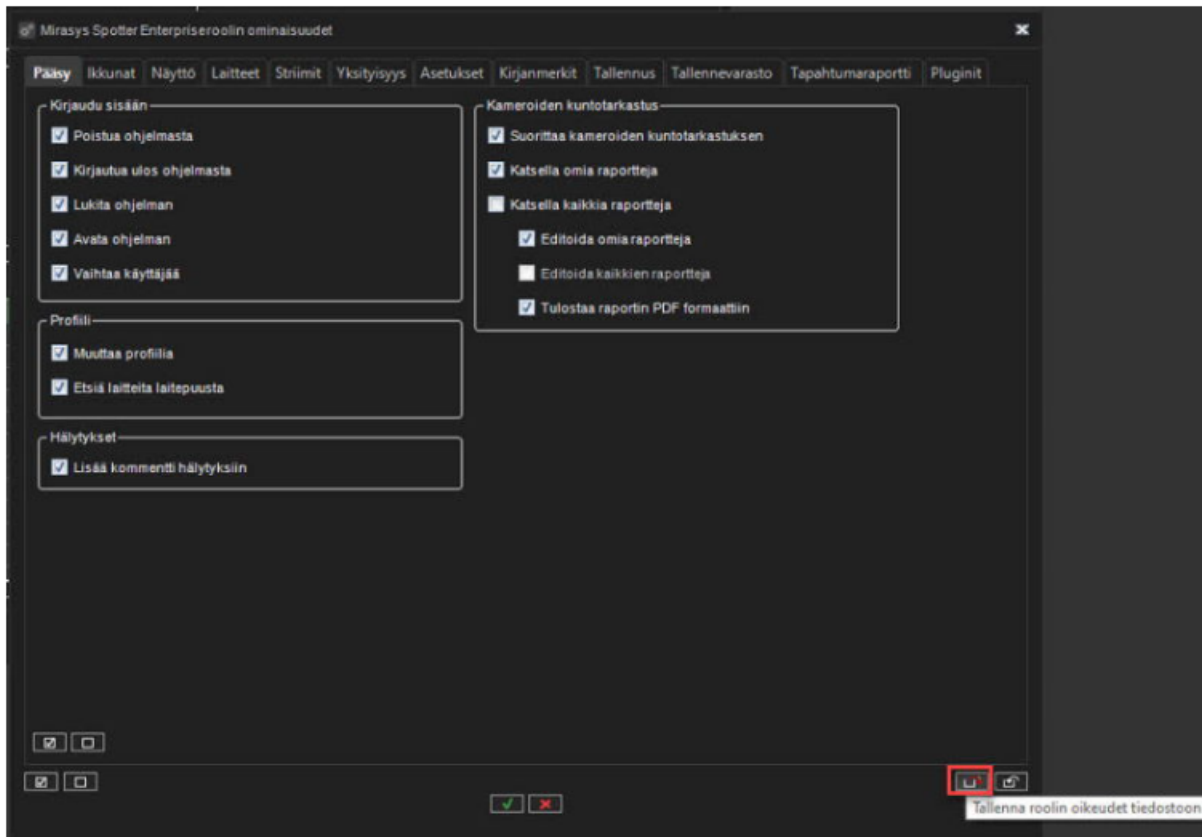 Mirasys Spotter Enterpriseroolin ominaisuudet
Pääsy Ikkunat Näyttö Laitteet Striimit Yksityisyys Asetukset Kirjanmerkit Tallennus Tallennevarasto Tapahtumaraportti Pluginit
Kirjaudu sisään
Poistua ohjelmasta
Kirjautua ulos ohjelmasta
Lukita ohjelman
Avata ohjelman
Vaihtaa käyttäjää
Profiili
Muuttaa profiilia
Etsiä laitteita laitepuusta
Hälytykset
Lisää kommentti hälytyksiin
Kameroiden kuntotarkastus
Suorittaa kameroiden kuntotarkastuksen
Katsella omia raportteja
Katsella kaikkia raportteja
Editoida omia raportteja
Editoida kaikkien raportteja
Tulostaa raportin PDF formaattiin
Tallenna roolin oikeudet tiedostoon